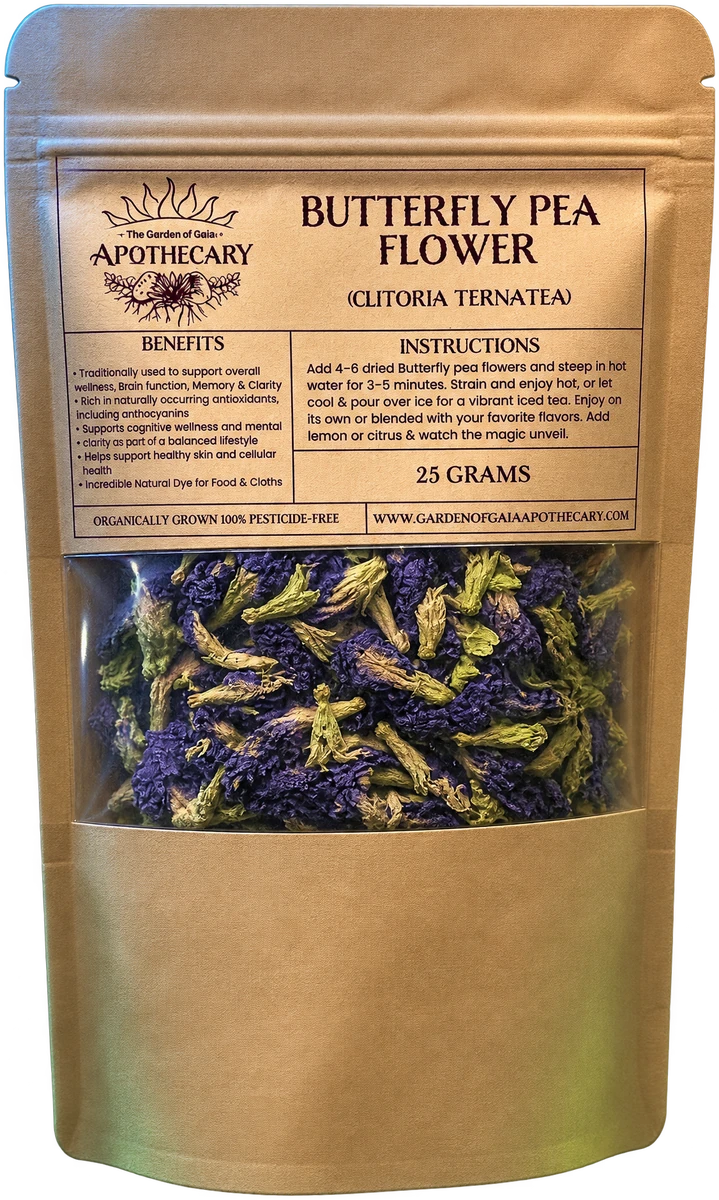 The Garden of Gaia
APOTHECARY
BUTTERFLY PEA
FLOWER
(CLITORIA TERNATEA)
BENEFITS
• Traditionally used to support overall
wellness, Brain function, Memory & Clarity
• Rich in naturally occurring antioxidants,
including anthocyanins
• Supports cognitive wellness and mental
• clarity as part of a balanced lifestyle
• Helps support healthy skin and cellular
health
• Incredible Natural Dye for Food & Cloths
INSTRUCTIONS
Add 4-6 dried Butterfly pea flowers and steep in hot
water for 3-5 minutes. Strain and enjoy hot, or let
cool & pour over ice for a vibrant iced tea. Enjoy on
its own or blended with your favorite flavors. Add
lemon or citrus & watch the magic unveil.
25 GRAMS
ORGANICALLY GROWN 100% PESTICIDE-FREE
WWW.GARDENOFGAIAAPOTHECARY.COM